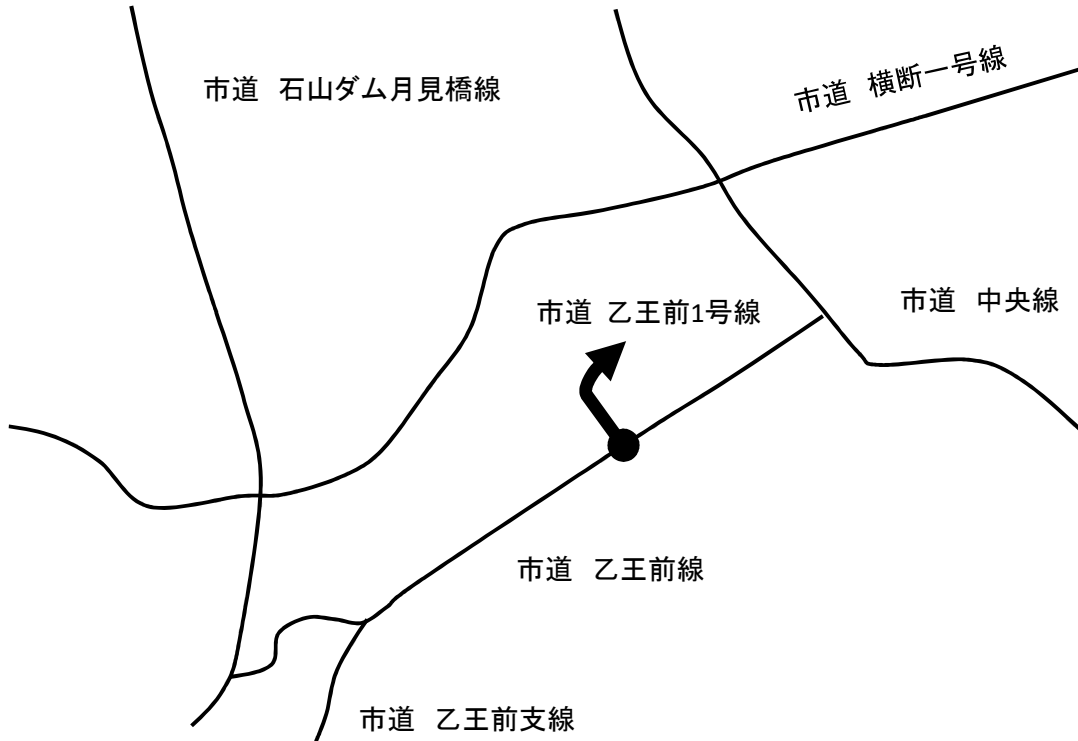 市道　横断一号線
市道　石山ダム月見橋線
市道　中央線
市道 乙王前1号線
市道　乙王前線
市道　乙王前支線